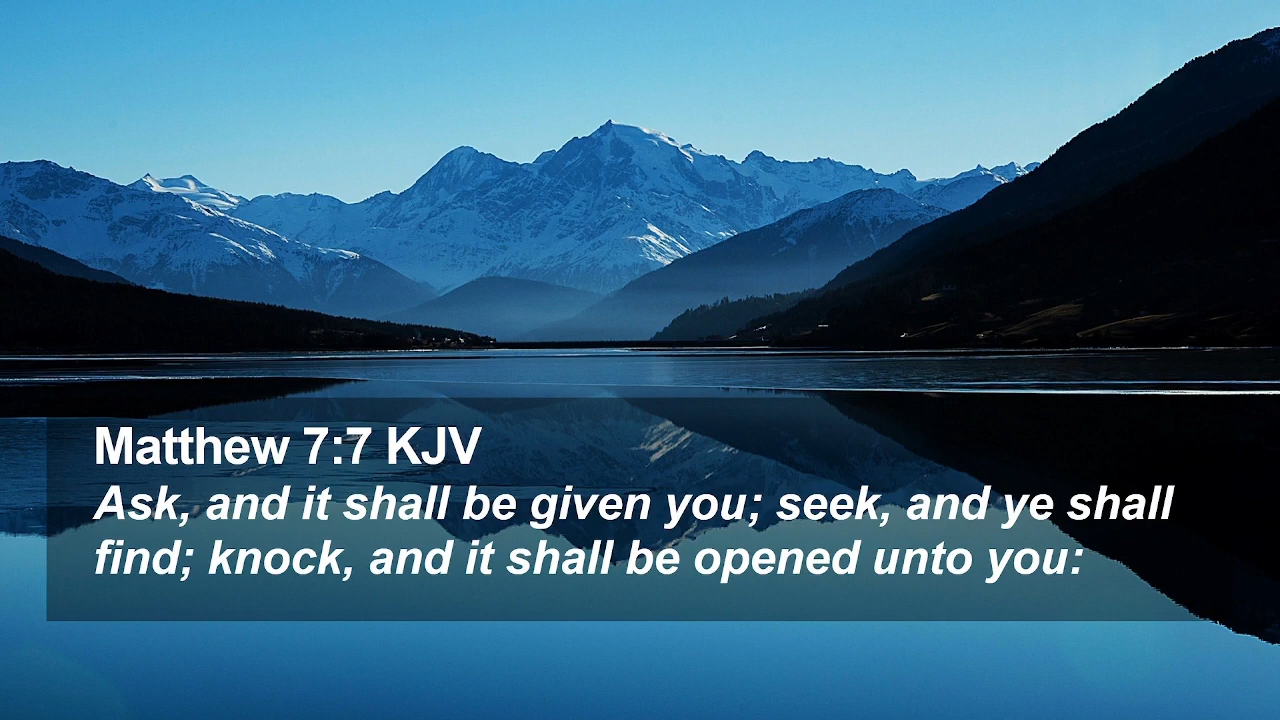 Matthew 7:7 KJV
Ask, and it shall be given you; seek, and ye shall
find; knock, and it shall be opened unto you: